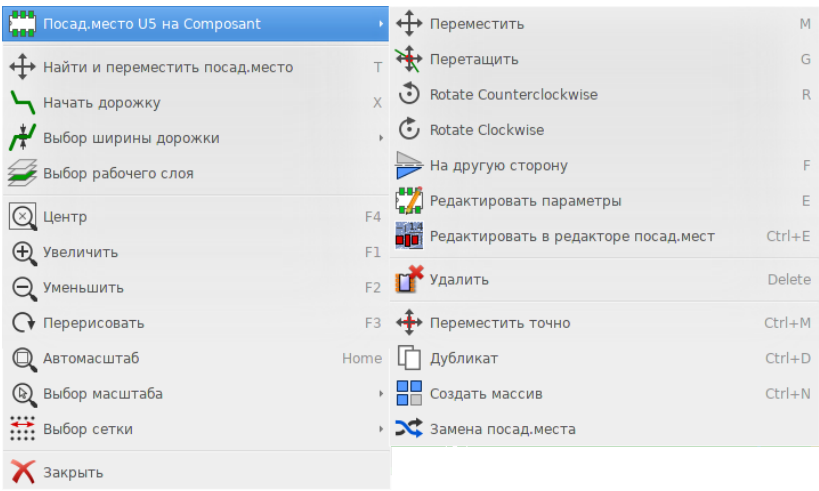 Посад.место U5 на Composant
Найти и переместить посад.место T
Начать дорожку X
Выбор ширины дорожки
Выбор рабочего слоя
Центр F4
Увеличить F1
Уменьшить F2
Перерисовать F3
Автомасштаб Home
Выбор масштаба
Выбор сетки
Закрыть
Переместить M
Перетащить G
Rotate Counterclockwise R
Rotate Clockwise
На другую сторону F
Редактировать параметры E
Редактировать в редакторе посад.мест Ctrl+E
Удалить Delete
Переместить точно Ctrl+M
Дубликат Ctrl+D
Создать массив Ctrl+N
Замена посад.места